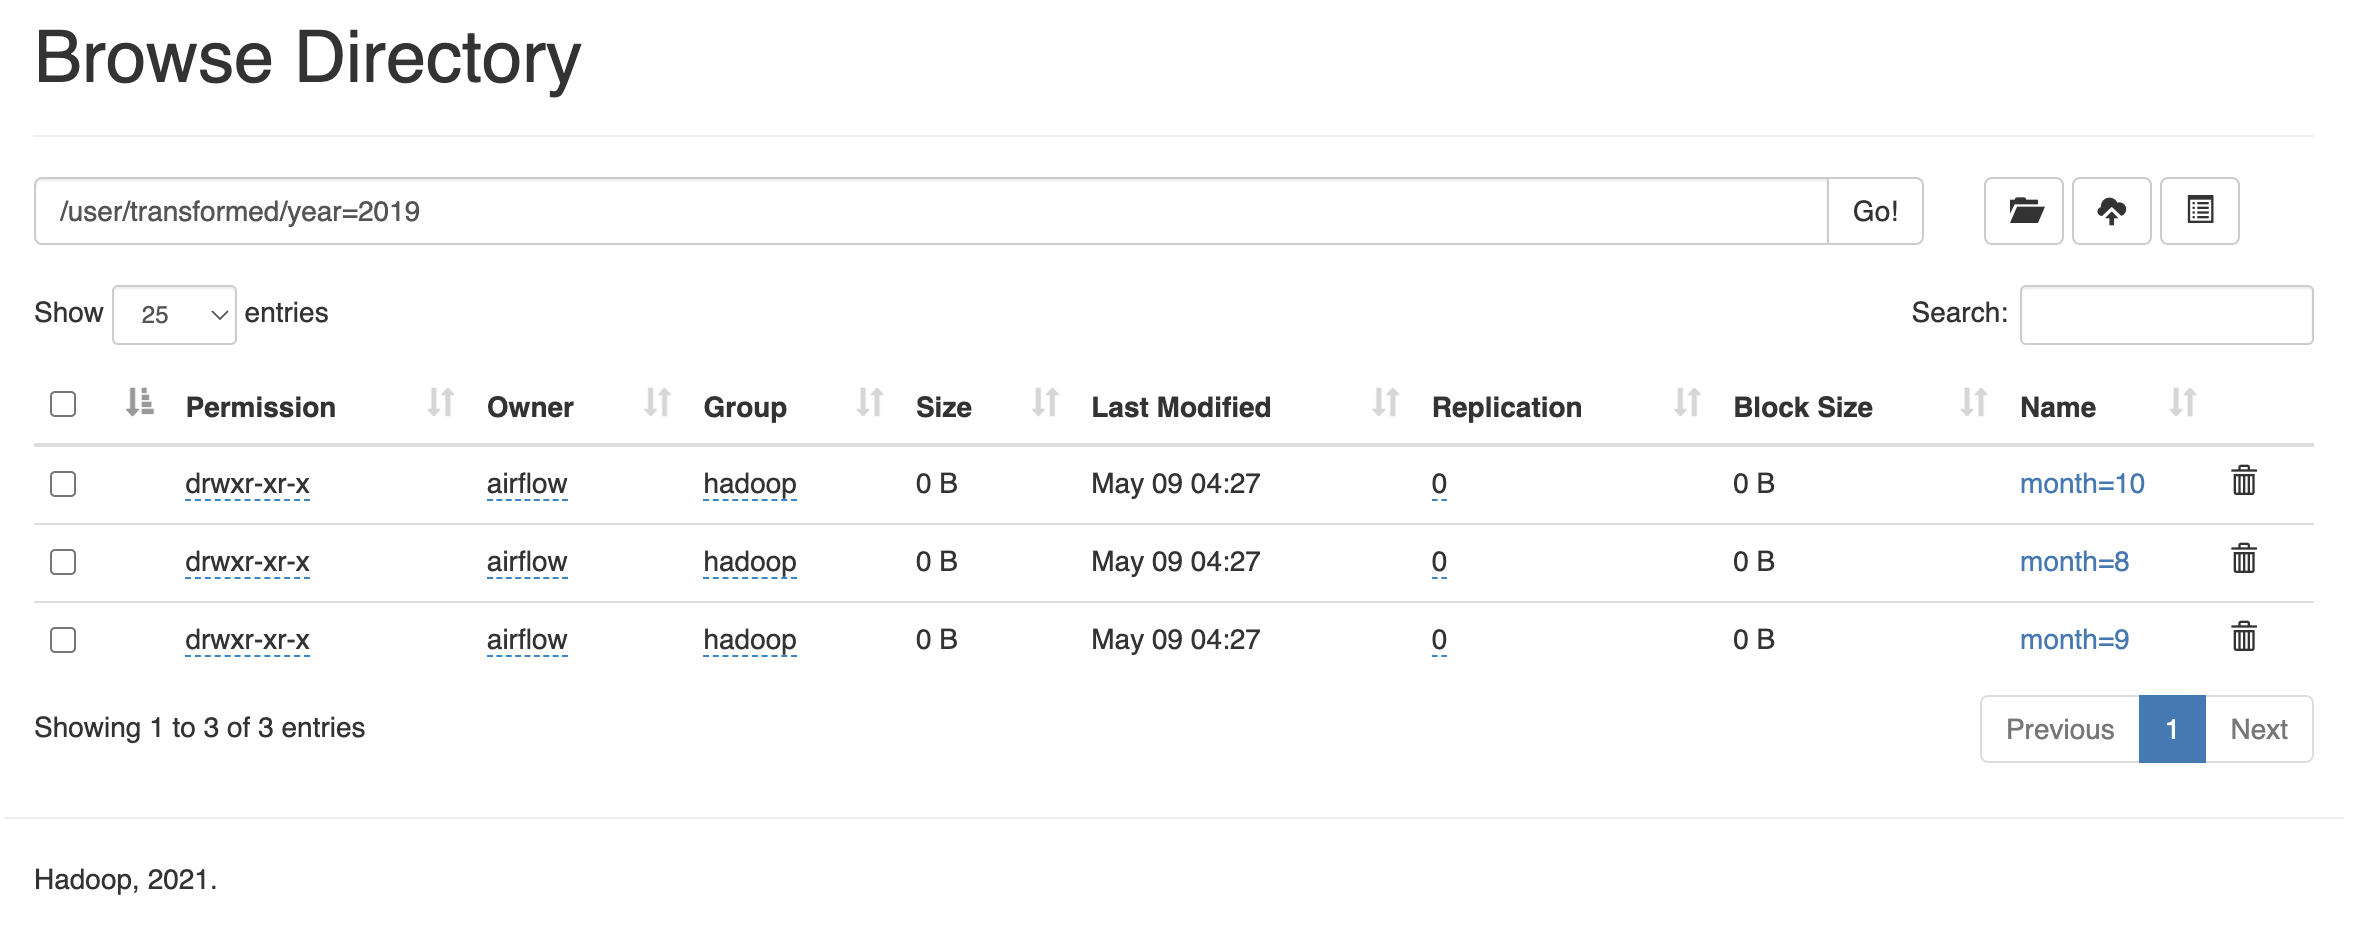 Browse Directory
/user/transformed/year=2019 Go!
Show 25 entries Search:
Permission Owner Group Size Last Modified Replication Block Size Name
drwxr-xr-x airflow hadoop 0 B May 09 04:27 0 0 B month=10
drwxr-xr-x airflow hadoop 0 B May 09 04:27 0 0 B month=8
drwxr-xr-x airflow hadoop 0 B May 09 04:27 0 0 B month=9
Showing 1 to 3 of 3 entries Previous 1 Next
Hadoop, 2021.